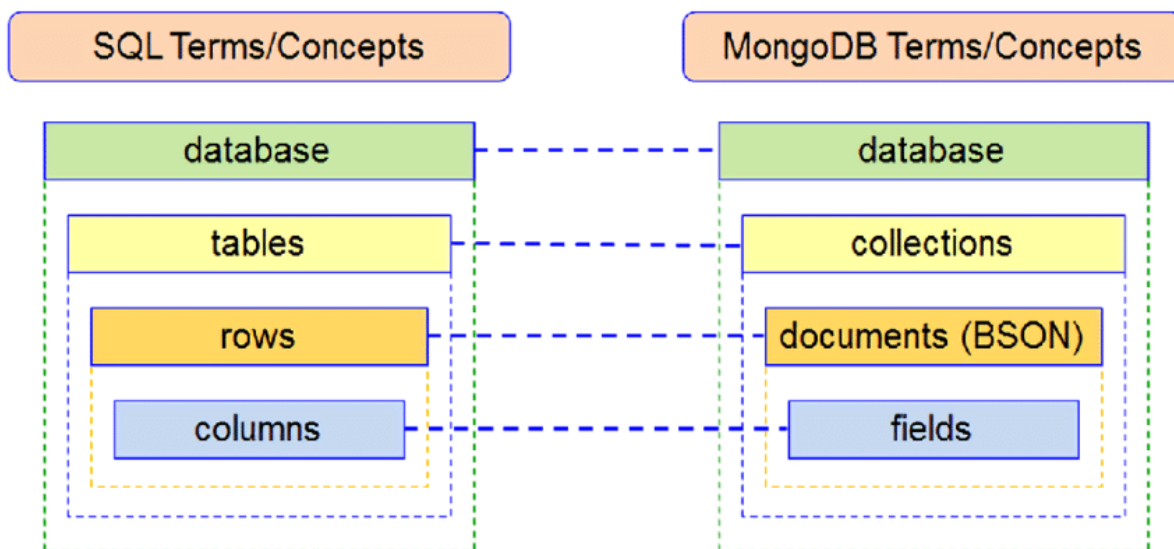 SQL Terms/Concepts
MongoDB Terms/Concepts
database
database
tables
collections
rows
documents (BSON)
columns
fields